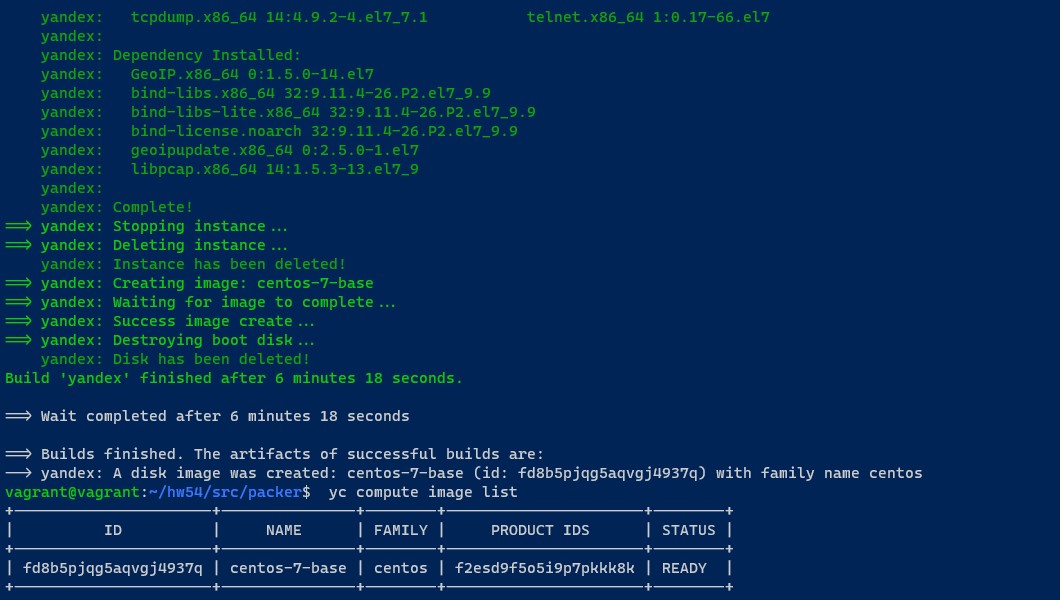 yandex:   tcpdump.x86_64 14:4.9.2-4.el7_7.1           telnet.x86_64 1:0.17-66.el7
yandex:
yandex: Dependency Installed:
yandex:   GeoIP.x86_64 0:1.5.0-14.el7
yandex:   bind-libs.x86_64 32:9.11.4-26.P2.el7_9.9
yandex:   bind-libs-lite.x86_64 32:9.11.4-26.P2.el7_9.9
yandex:   bind-license.noarch 32:9.11.4-26.P2.el7_9.9
yandex:   geoipupdate.x86_64 0:2.5.0-1.el7
yandex:   libpcap.x86_64 14:1.5.3-13.el7_9
yandex:
yandex: Complete!
==> yandex: Stopping instance...
==> yandex: Deleting instance...
yandex: Instance has been deleted!
==> yandex: Creating image: centos-7-base
==> yandex: Waiting for image to complete...
==> yandex: Success image create...
==> yandex: Destroying boot disk...
yandex: Disk has been deleted!
Build 'yandex' finished after 6 minutes 18 seconds.
==> Wait completed after 6 minutes 18 seconds
==> Builds finished. The artifacts of successful builds are:
--> yandex: A disk image was created: centos-7-base (id: fd8b5pjqg5aqvgj4937q) with family name centos
vagrant@vagrant:~/hw54/src/packer$  yc compute image list
+----------------------+---------------+--------+----------------------+--------+
|          ID          |     NAME      | FAMILY |     PRODUCT IDS      | STATUS |
+----------------------+---------------+--------+----------------------+--------+
| fd8b5pjqg5aqvgj4937q | centos-7-base | centos | f2esd9f5o5i9p7pkkk8k | READY  |
+----------------------+---------------+--------+----------------------+--------+